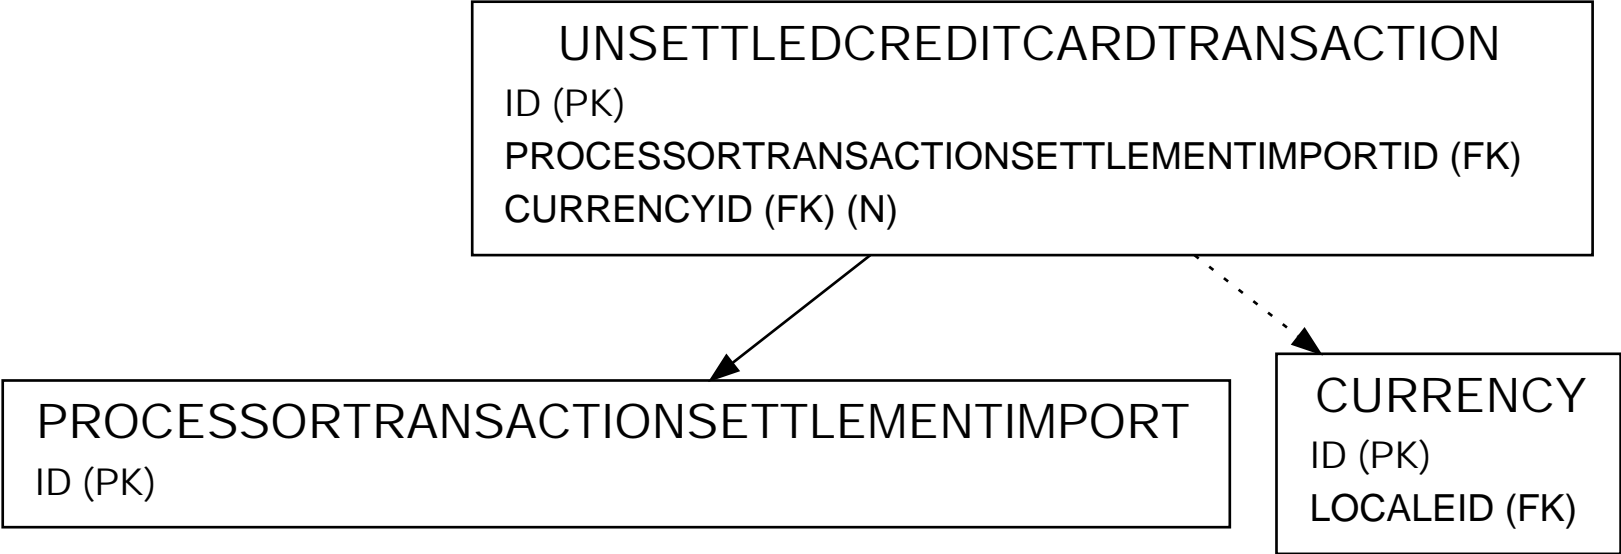 UNSETTLEDCREDITCARDTRANSACTION
ID (PK)
PROCESSORTRANSACTIONSETTLEMENTIMPORTID (FK)
CURRENCYID (FK) (N)
PROCESSORTRANSACTIONSETTLEMENTIMPORT
ID (PK)
CURRENCY
ID (PK)
LOCALEID (FK)